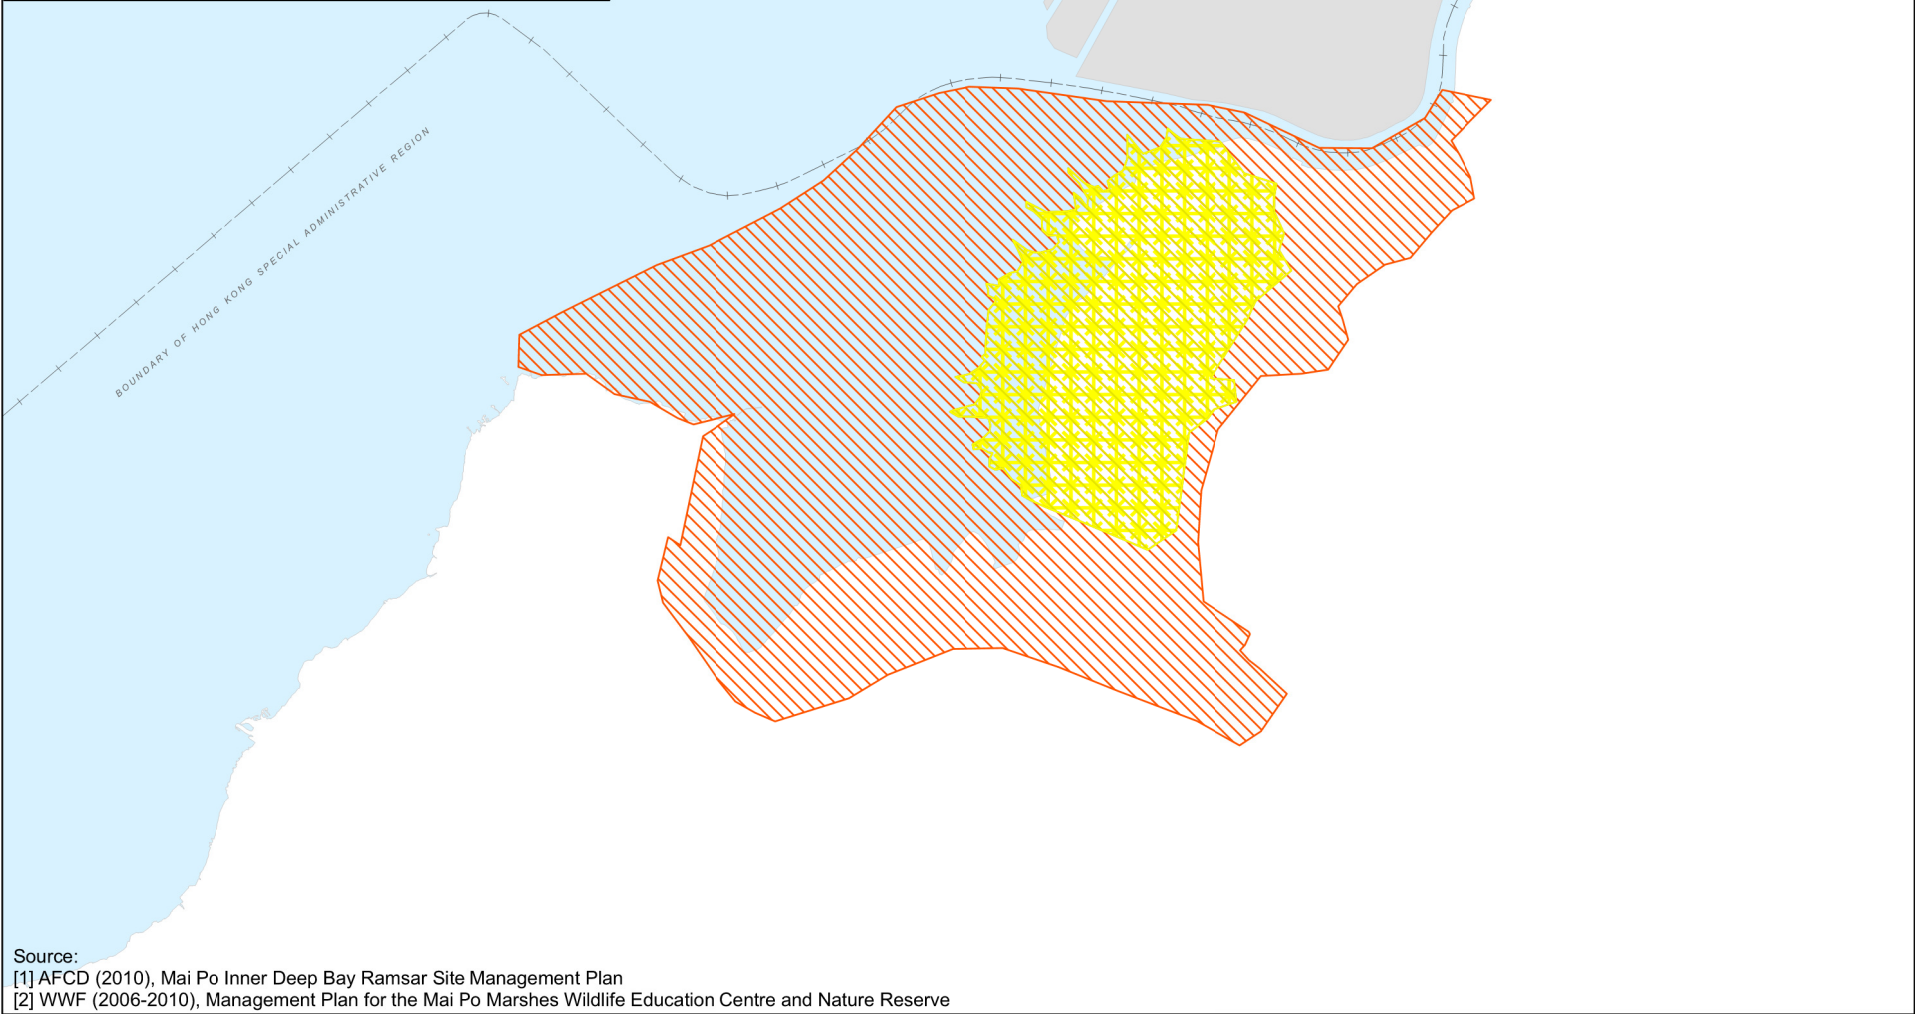 BOUNDARY OF HONG KONG SPECIAL ADMINISTRATIVE REGION
Source:
[1] AFCD (2010), Mai Po Inner Deep Bay Ramsar Site Management Plan
[2] WWF (2006-2010), Management Plan for the Mai Po Marshes Wildlife Education Centre and Nature Reserve